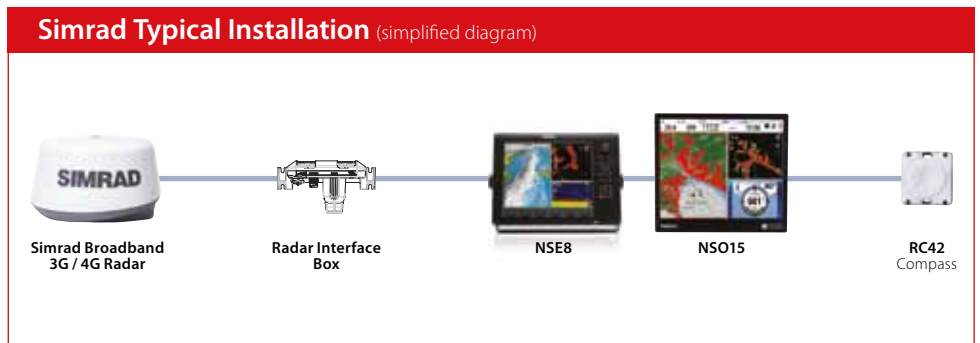 Simrad Typical Installation (simplified diagram)
SIMRAD
Simrad Broadband
3G / 4G Radar
Radar Interface
Box
NSE8
NSO15
RC42
Compass